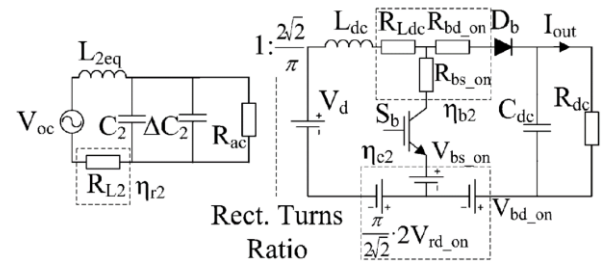 L2eq
Voc
C2
ΔC2
Rac
RL2
ηr2
1:
2√2
π
Rect. Turns
Ratio
Ldc
RLdc
Rbd_on
Db
Iout
Rbs_on
ηb2
Vd
Sb
Cdc
Rdc
ηc2
Vbs_on
Vbd_on
π
2√2
·2Vrd_on